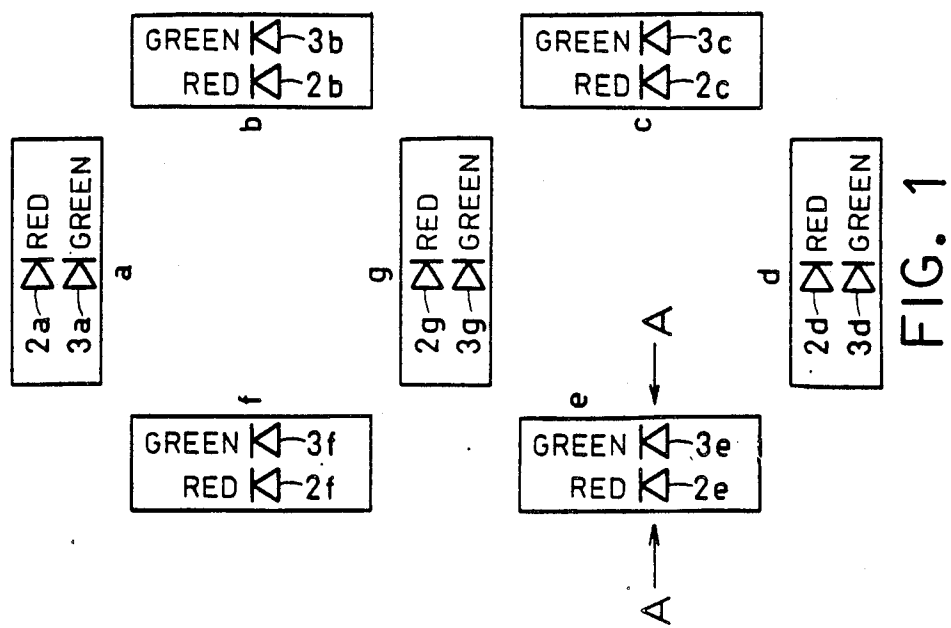 2a RED
3a GREEN
a
GREEN 3f
RED 2f
f
GREEN 3b
RED 2b
b
g
2g RED
3g GREEN
GREEN 3e
RED 2e
e
A
A
GREEN 3c
RED 2c
c
d
2d RED
3d GREEN
FIG. 1